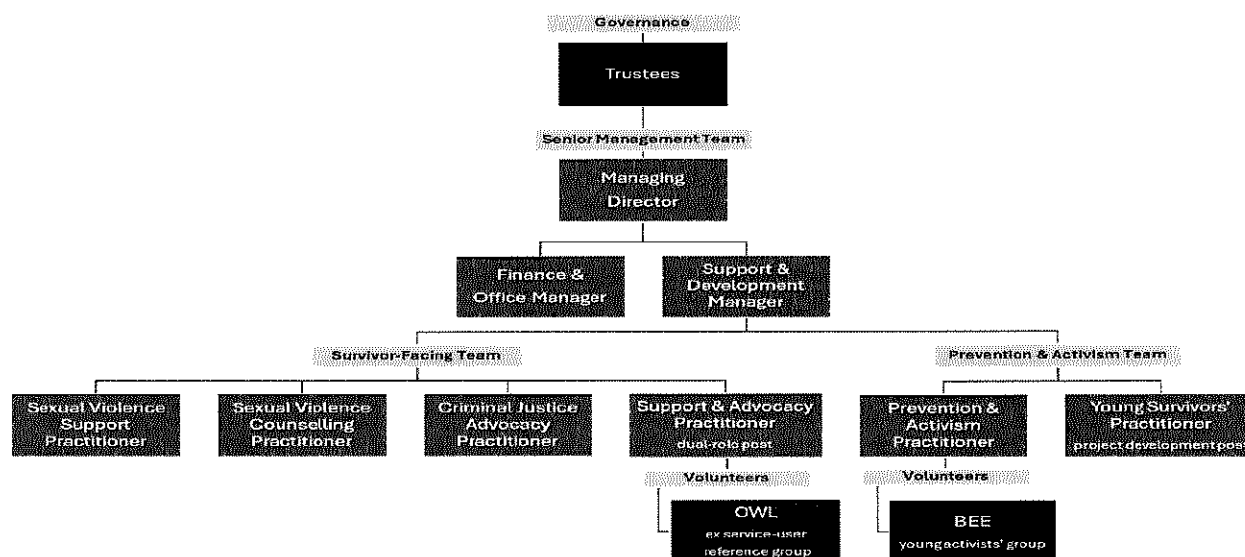 Governance
Trustees
Senior Management Team
Managing
Director
Finance &
Office Manager
Support &
Development
Manager
Survivor-Facing Team
Prevention & Activism Team
Sexual Violence
Support
Practitioner
Sexual Violence
Counselling
Practitioner
Criminal Justice
Advocacy
Practitioner
Support & Advocacy
Practitioner
dual-role post
Prevention &
Activism
Practitioner
Young Survivors'
Practitioner
project development post
Volunteers
Volunteers
OWL
ex service-user
reference group
BEE
young activists' group